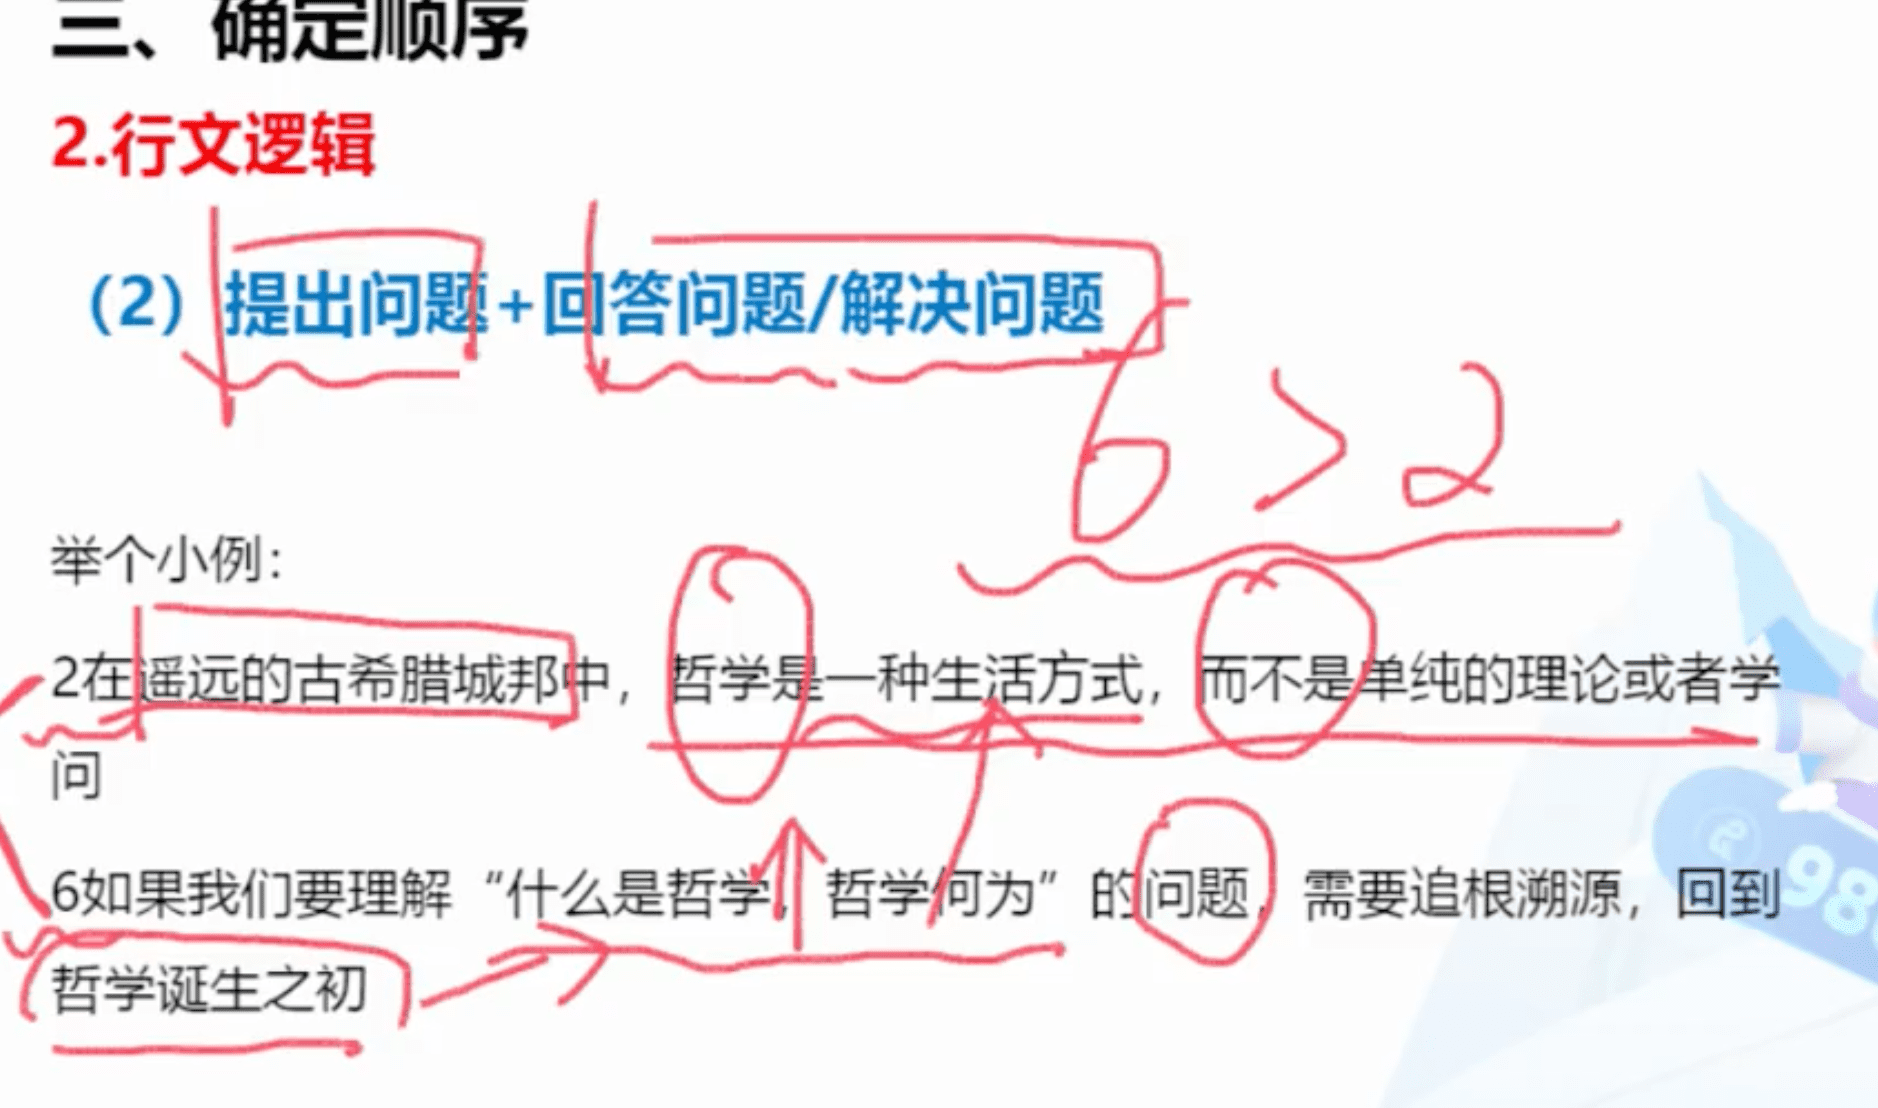 三、确定顺序
2.行文逻辑
（2）提出问题+回答问题/解决问题
6 > 2
举个小例：
2在遥远的古希腊城邦中，哲学是一种生活方式，而不是单纯的理论或者学
问
6如果我们要理解“什么是哲学，哲学何为”的问题，需要追根溯源，回到
哲学诞生之初